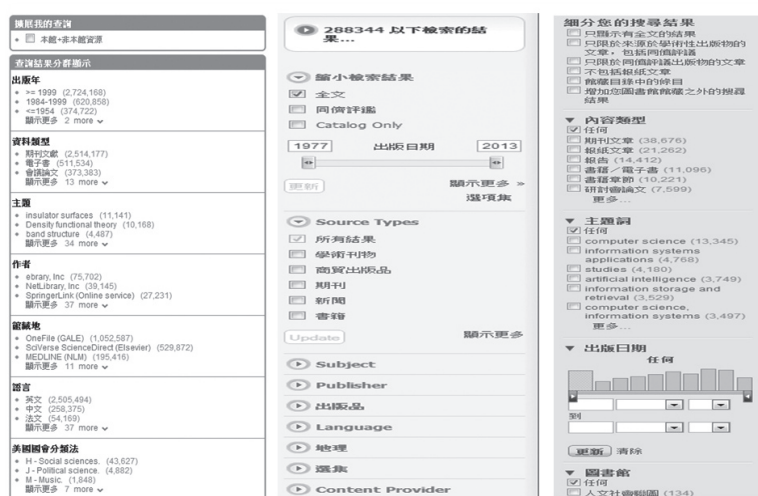 擴展我的查詢
本館+非本館資源
查詢結果分群顯示
出版年
>= 1999 (2,724,168)
1984-1999 (620,858)
<=1954 (374,722)
顯示更多 2 more
資料類型
期刊文獻 (2,514,177)
電子書 (511,534)
會議論文 (373,383)
顯示更多 13 more
主題
insulator surfaces (11,141)
Density functional theory (10,168)
band structure (4,487)
顯示更多 34 more
作者
ebrary, Inc (75,702)
NetLibrary, Inc (39,145)
SpringerLink (Online service) (27,231)
顯示更多 37 more
館藏地
OneFile (GALE) (1,052,587)
SciVerse ScienceDirect (Elsevier) (529,872)
MEDLINE (NLM) (195,416)
顯示更多 11 more
語言
英文 (2,505,494)
中文 (258,375)
法文 (54,169)
顯示更多 37 more
美國國會分類法
H - Social sciences. (43,627)
J - Political science. (4,882)
M - Music. (1,848)
顯示更多 7 more
288344 以下檢索的結
果...
縮小檢索結果
全文
同儕評鑑
Catalog Only
1977 出版日期 2013
更新 顯示更多 »
選項集
Source Types
所有結果
學術刊物
商貿出版品
期刊
新聞
書籍
Update 顯示更多
Subject
Publisher
出版品
Language
地理
選集
Content Provider
細分您的搜尋結果
只顯示有全文的結果
只限於來源於學術性出版物的
文章，包括同儕評議
只限於同儕評議出版物的文章
不包括報紙文章
館藏目錄中的條目
增加您圖書館館藏之外的搜尋
結果
內容類型
任何
期刊文章 (38,676)
報紙文章 (21,262)
報告 (14,412)
書籍／電子書 (11,096)
書籍章節 (10,221)
研討會論文 (7,599)
更多...
主題詞
任何
computer science (13,345)
information systems
applications (4,768)
studies (4,180)
artificial intelligence (3,749)
information storage and
retrieval (3,529)
computer science,
information systems (3,497)
更多...
出版日期
任何
到
更新 清除
圖書館
任何
人文社會聯圖 (134)